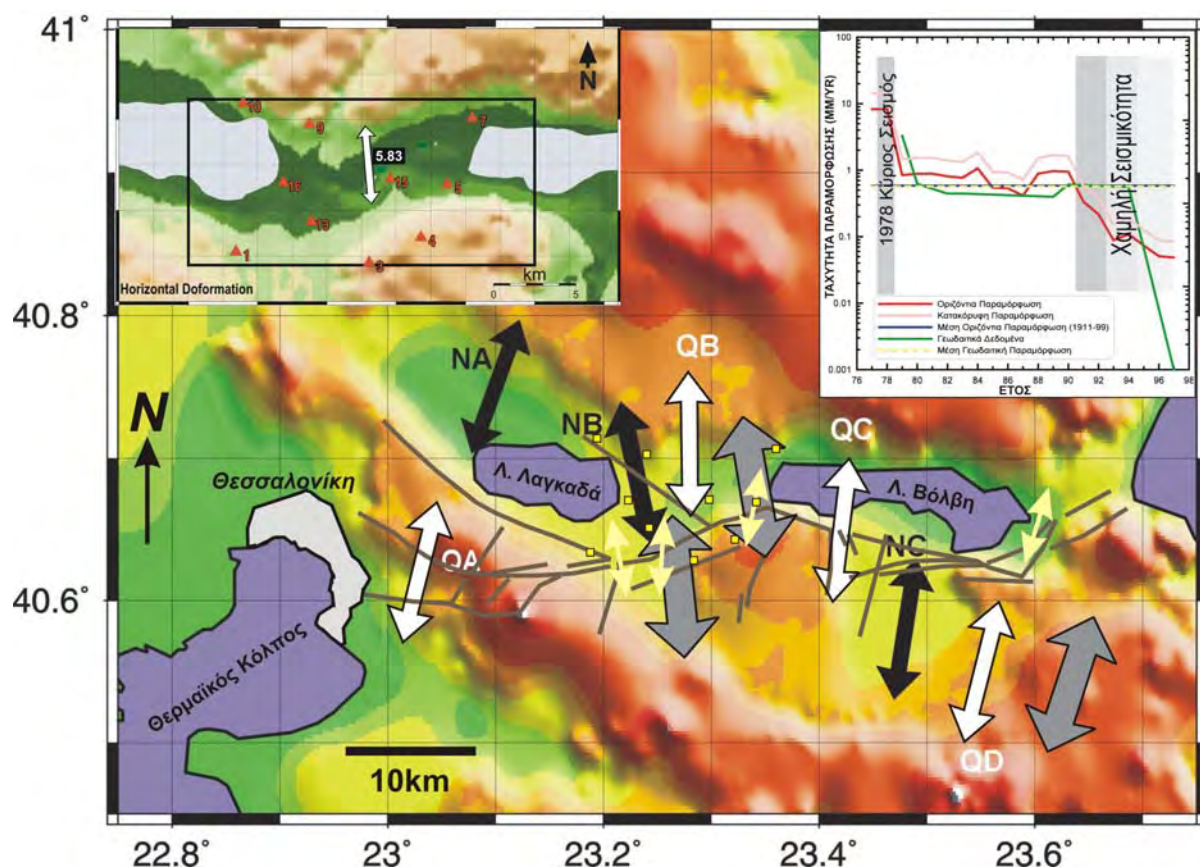 41°
40.8°
40.6°
22.8°
23°
23.2°
23.4°
23.6°
N
10
9
7
5.83
16
15
5
13
4
1
3
km
0
5
Horizontal Doformation
ΤΑΧΥΤΗΤΑ ΠΑΡΑΜΟΡΦΩΣΗΣ (MM/YR)
100
10
1
0.1
0.01
0.001
1978 Κύριος Σεισμός
Χαμηλή Σεισμικότητα
Οριζόντια Παραμόρφωση
Κατακόρυφη Παραμόρφωση
Μέση Οριζόντια Παραμόρφωση (1911-99)
Γεωδαιτικά Δεδομένα
Μέση Γεωδαιτική Παραμόρφωση
76 78 80 82 84 86 88 90 92 94 96 98
ΕΤΟΣ
N
NA
QB
NB
QC
Θεσσαλονίκη
Λ. Λαγκαδά
Λ. Βόλβη
QA
NC
Θερμαϊκός Κόλπος
QD
10km